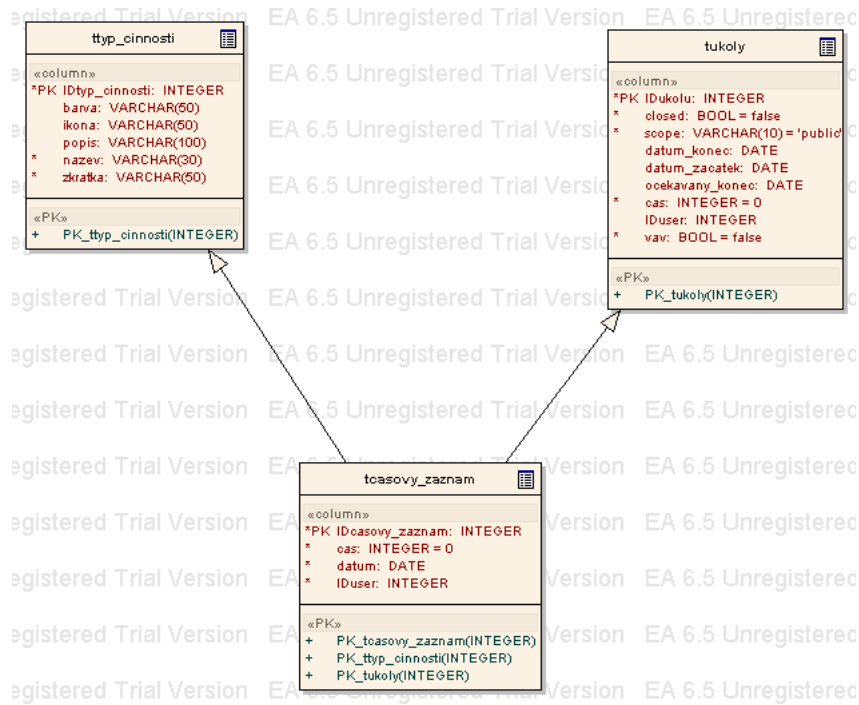 EA 6.5 Unregistered Trial Version EA 6.5 Unregistered
ttyp_cinnosti
«column»
*PK IDtyp_cinnosti: INTEGER
barva: VARCHAR(50)
ikona: VARCHAR(50)
popis: VARCHAR(100)
* nazev: VARCHAR(30)
* zkratka: VARCHAR(50)
«PK»
+ PK_ttyp_cinnosti(INTEGER)
tukoly
«column»
*PK IDukolu: INTEGER
* closed: BOOL = false
* scope: VARCHAR(10) = 'public'
datum_konec: DATE
datum_zacatek: DATE
ocekavany_konec: DATE
* cas: INTEGER = 0
IDuser: INTEGER
* vav: BOOL = false
«PK»
+ PK_tukoly(INTEGER)
tcasovy_zaznam
«column»
*PK IDcasovy_zaznam: INTEGER
* cas: INTEGER = 0
* datum: DATE
* IDuser: INTEGER
«PK»
+ PK_tcasovy_zaznam(INTEGER)
+ PK_ttyp_cinnosti(INTEGER)
+ PK_tukoly(INTEGER)